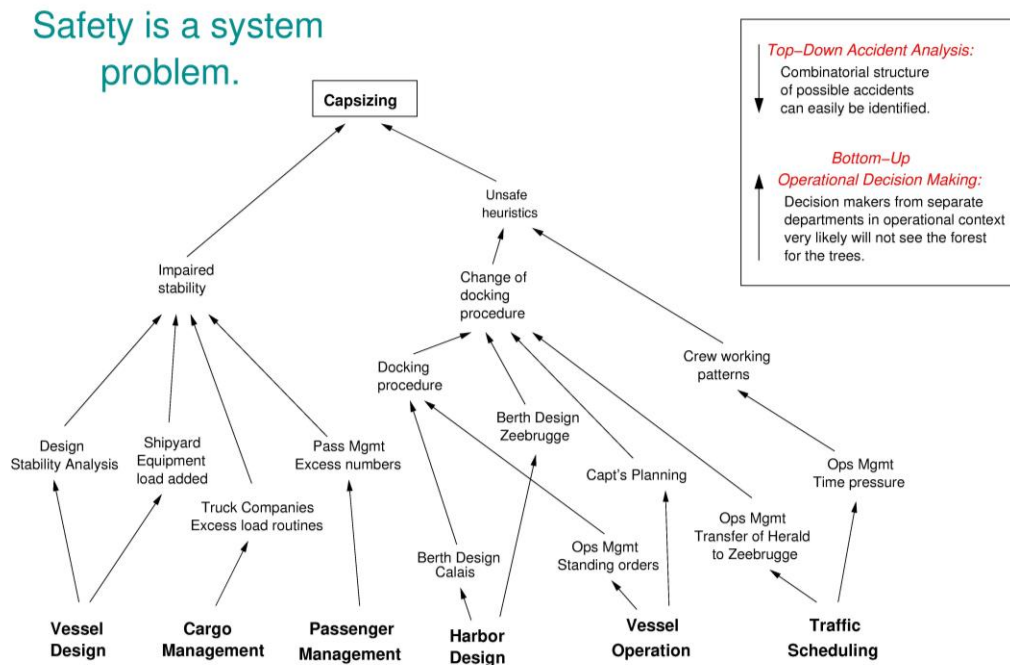 Safety is a system
problem.
Top-Down Accident Analysis:
Combinatorial structure
of possible accidents
can easily be identified.
Bottom-Up
Operational Decision Making:
Decision makers from separate
departments in operational context
very likely will not see the forest
for the trees.
Capsizing
Unsafe
heuristics
Impaired
stability
Change of
docking
procedure
Docking
procedure
Crew working
patterns
Design
Stability Analysis
Shipyard
Equipment
load added
Truck Companies
Excess load routines
Pass Mgmt
Excess numbers
Berth Design
Calais
Berth Design
Zeebrugge
Ops Mgmt
Standing orders
Capt's Planning
Ops Mgmt
Transfer of Herald
to Zeebrugge
Ops Mgmt
Time pressure
Vessel
Design
Cargo
Management
Passenger
Management
Harbor
Design
Vessel
Operation
Traffic
Scheduling